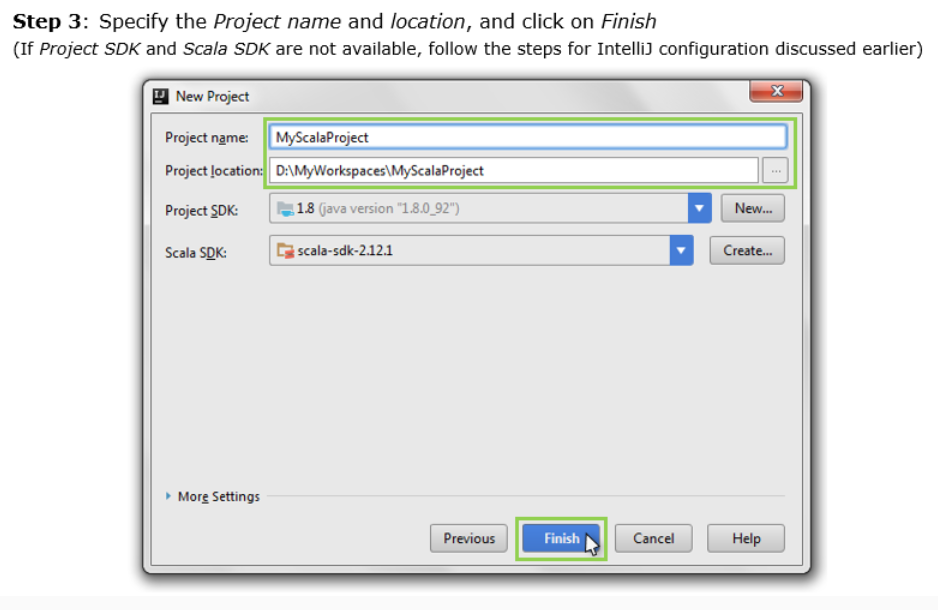 Step 3: Specify the Project name and location, and click on Finish
(If Project SDK and Scala SDK are not available, follow the steps for IntelliJ configuration discussed earlier)
IJ New Project
Project name: MyScalaProject
Project location: D:\MyWorkspaces\MyScalaProject ...
Project SDK: 1.8 (java version "1.8.0_92") New...
Scala SDK: scala-sdk-2.12.1 Create...
More Settings
Previous Finish Cancel Help